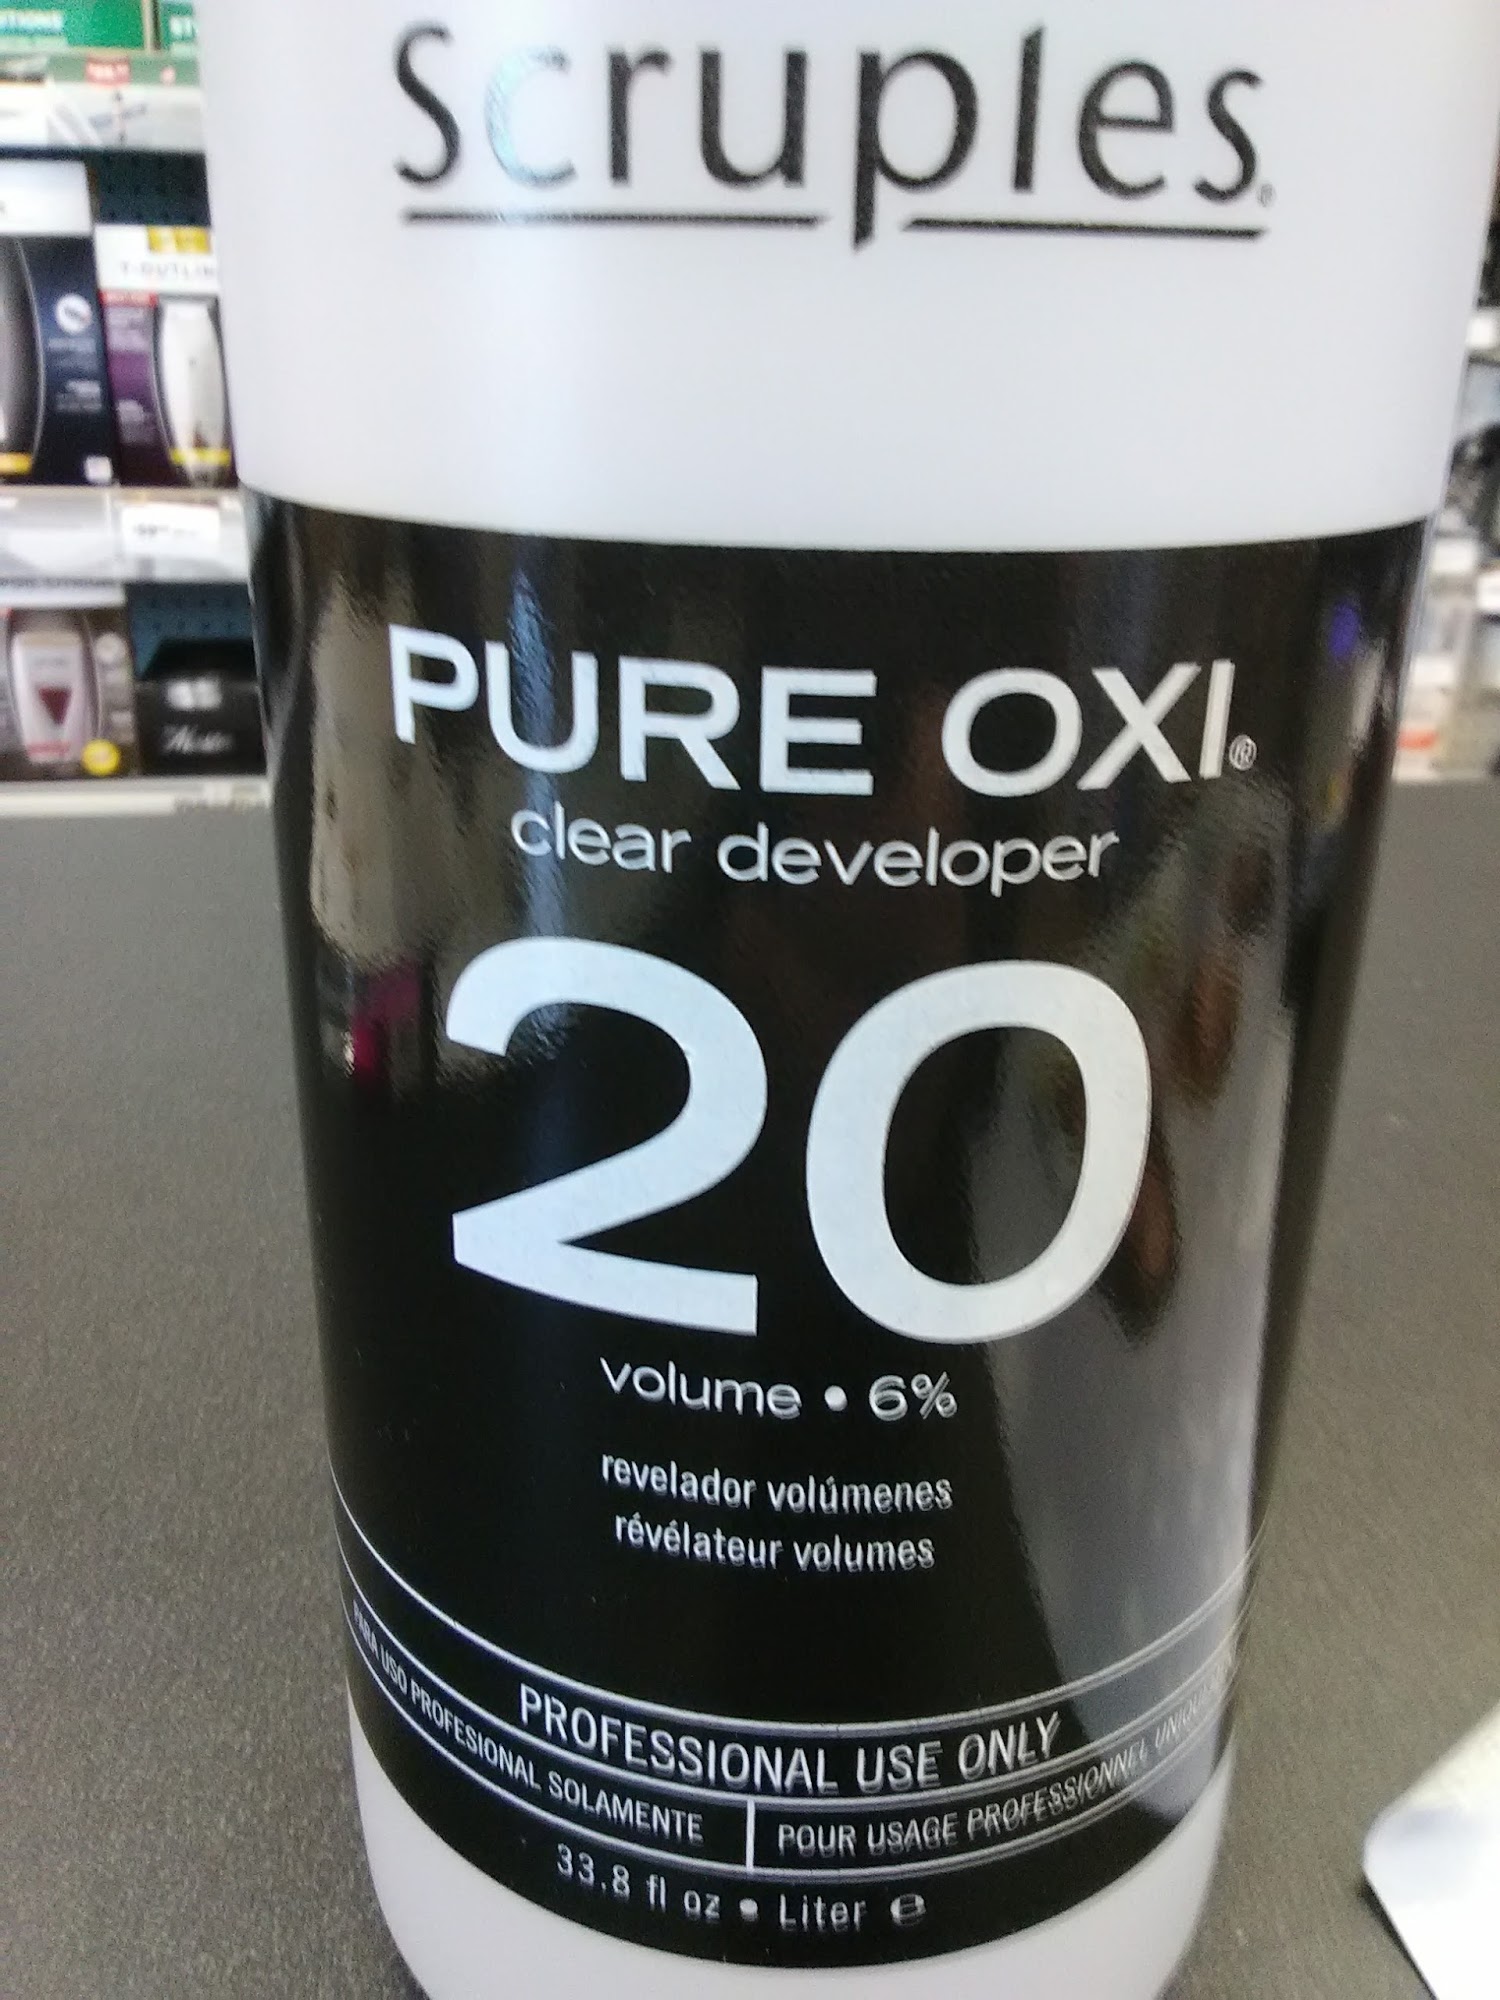 Scruples®
PURE OXI®
clear developer
20
volume • 6%
revelador volúmenes
révélateur volumes
PROFESSIONAL USE ONLY
PARA USO PROFESIONAL SOLAMENTE
POUR USAGE PROFESSIONNEL
33.8 fl oz • Liter ℮